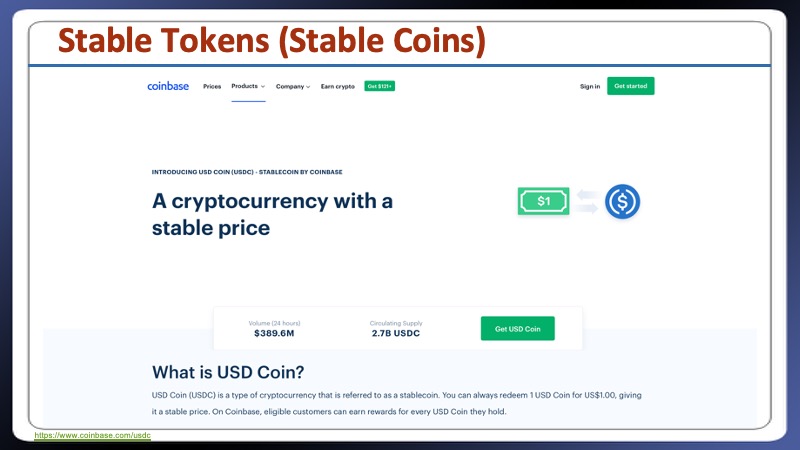 Stable Tokens (Stable Coins)
coinbase Prices Products Company Earn crypto Get $131+ Sign in Get started
INTRODUCING USD COIN (USDC) - STABLECOIN BY COINBASE
A cryptocurrency with a
stable price
$1 $
Volume (24 hours) Circulating Supply
$389.6M 2.7B USDC Get USD Coin
What is USD Coin?
USD Coin (USDC) is a type of cryptocurrency that is referred to as a stablecoin. You can always redeem 1 USD Coin for US$1.00, giving
it a stable price. On Coinbase, eligible customers can earn rewards for every USD Coin they hold.
https://www.coinbase.com/usdc